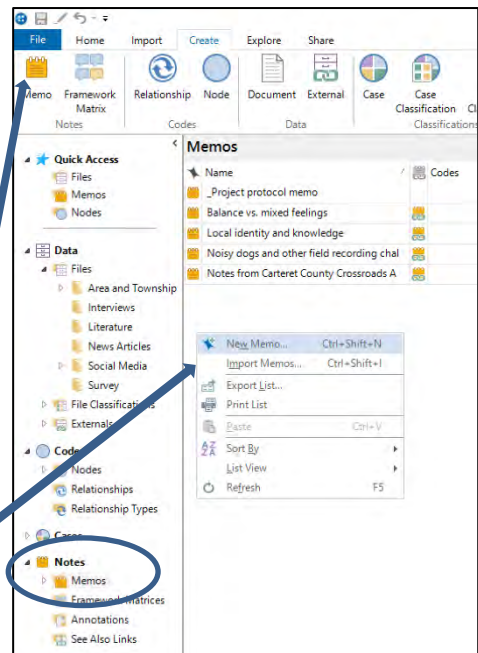 File Home Import Create Explore Share
Memo Framework Matrix Relationship Node Document External Case Case Classification
Notes Codes Data Classifications
Quick Access
Files
Memos
Nodes
Data
Files
Area and Township
Interviews
Literature
News Articles
Social Media
Survey
File Classifications
Externals
Codes
Nodes
Relationships
Relationship Types
Cases
Notes
Memos
Framework Matrices
Annotations
See Also Links
Memos
Name Codes
_Project protocol memo
Balance vs. mixed feelings
Local identity and knowledge
Noisy dogs and other field recording chal
Notes from Carteret County Crossroads A
New Memo... Ctrl+Shift+N
Import Memos... Ctrl+Shift+I
Export List...
Print List
Paste Ctrl+V
Sort By
List View
Refresh F5